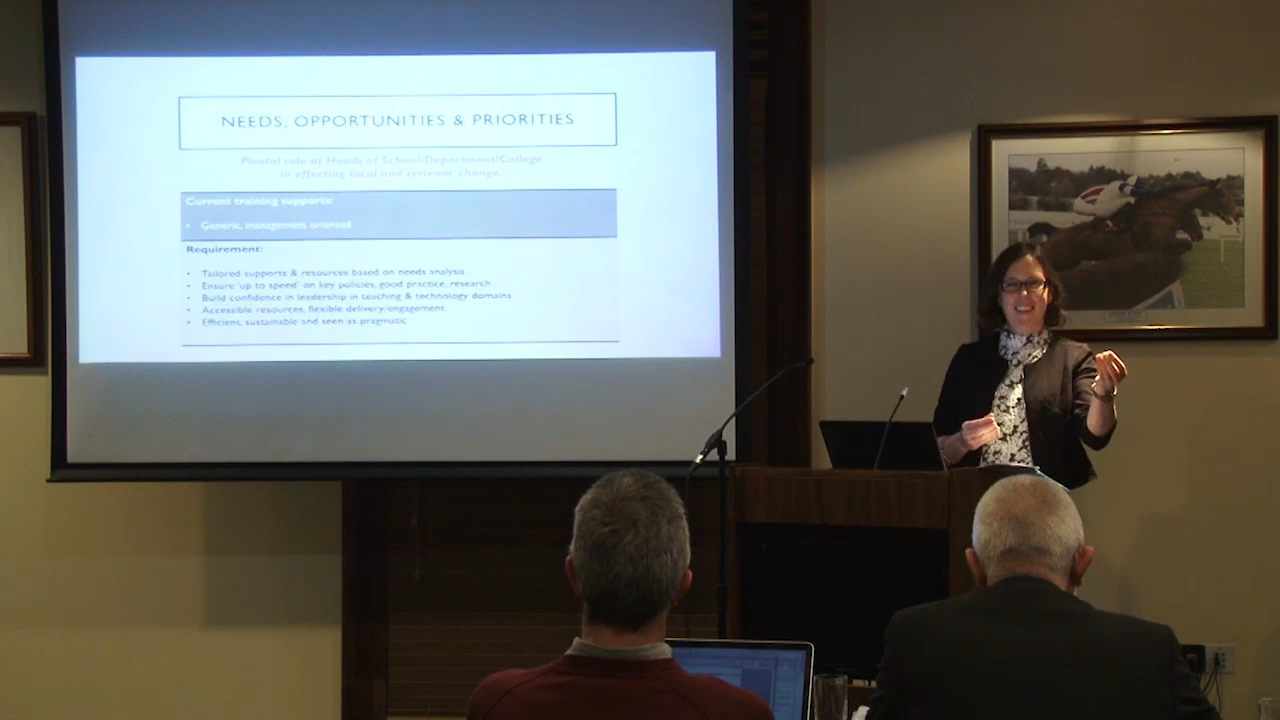 NEEDS, OPPORTUNITIES & PRIORITIES
Pivotal role of Heads of School/Department/College
in effecting local and systemic change.
Current training supports:
• Generic, management oriented
Requirement:
• Tailored supports & resources based on needs analysis
• Ensure 'up to speed' on key policies, good practice, research
• Build confidence in leadership in teaching & technology domains
• Accessible resources, flexible delivery/engagement
• Efficient, sustainable and seen as pragmatic